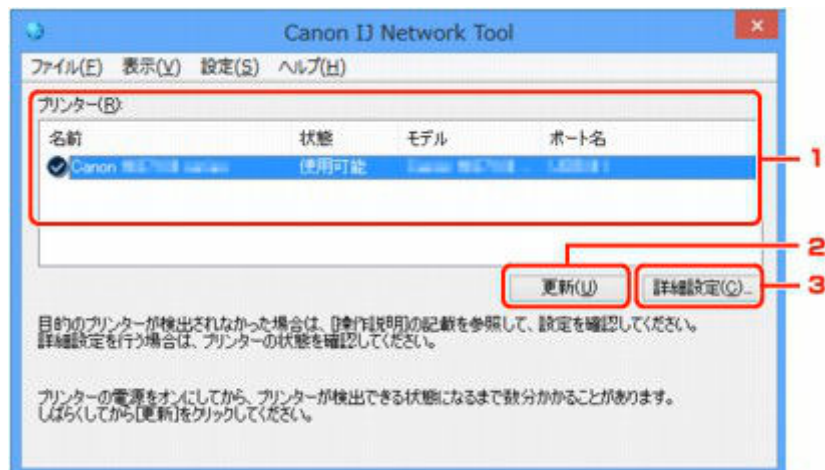 Canon IJ Network Tool
ファイル(F) 表示(V) 設定(S) ヘルプ(H)
プリンター(R):
名前 状態 モデル ポート名
Canon 使用可能
1
2
更新(U) 詳細設定(C)...
3
目的のプリンターが検出されなかった場合は、[操作説明]の記載を参照して、設定を確認してください。
詳細設定を行う場合は、プリンターの状態を確認してください。
プリンターの電源をオンにしてから、プリンターが検出できる状態になるまで数分かかることがあります。
しばらくしてから[更新]をクリックしてください。